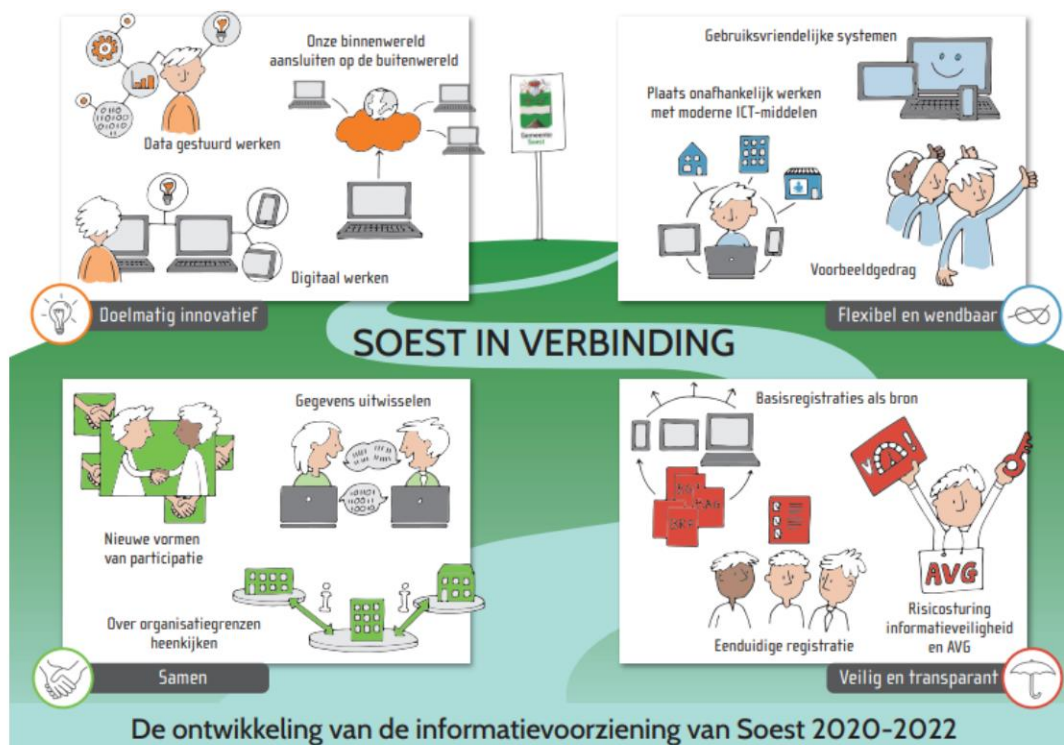 Onze binnenwereld
aansluiten op de buitenwereld
Data gestuurd werken
Digitaal werken
Doelmatig innovatief
Gemeente
Soest
Gebruiksvriendelijke systemen
Plaats onafhankelijk werken
met moderne ICT-middelen
Voorbeeldgedrag
Flexibel en wendbaar
SOEST IN VERBINDING
Gegevens uitwisselen
Nieuwe vormen
van participatie
Over organisatiegrenzen
heenkijken
Samen
Basisregistraties als bron
AVG
Eenduidige registratie
Risicosturing
informatieveiligheid
en AVG
Veilig en transparant
De ontwikkeling van de informatievoorziening van Soest 2020-2022